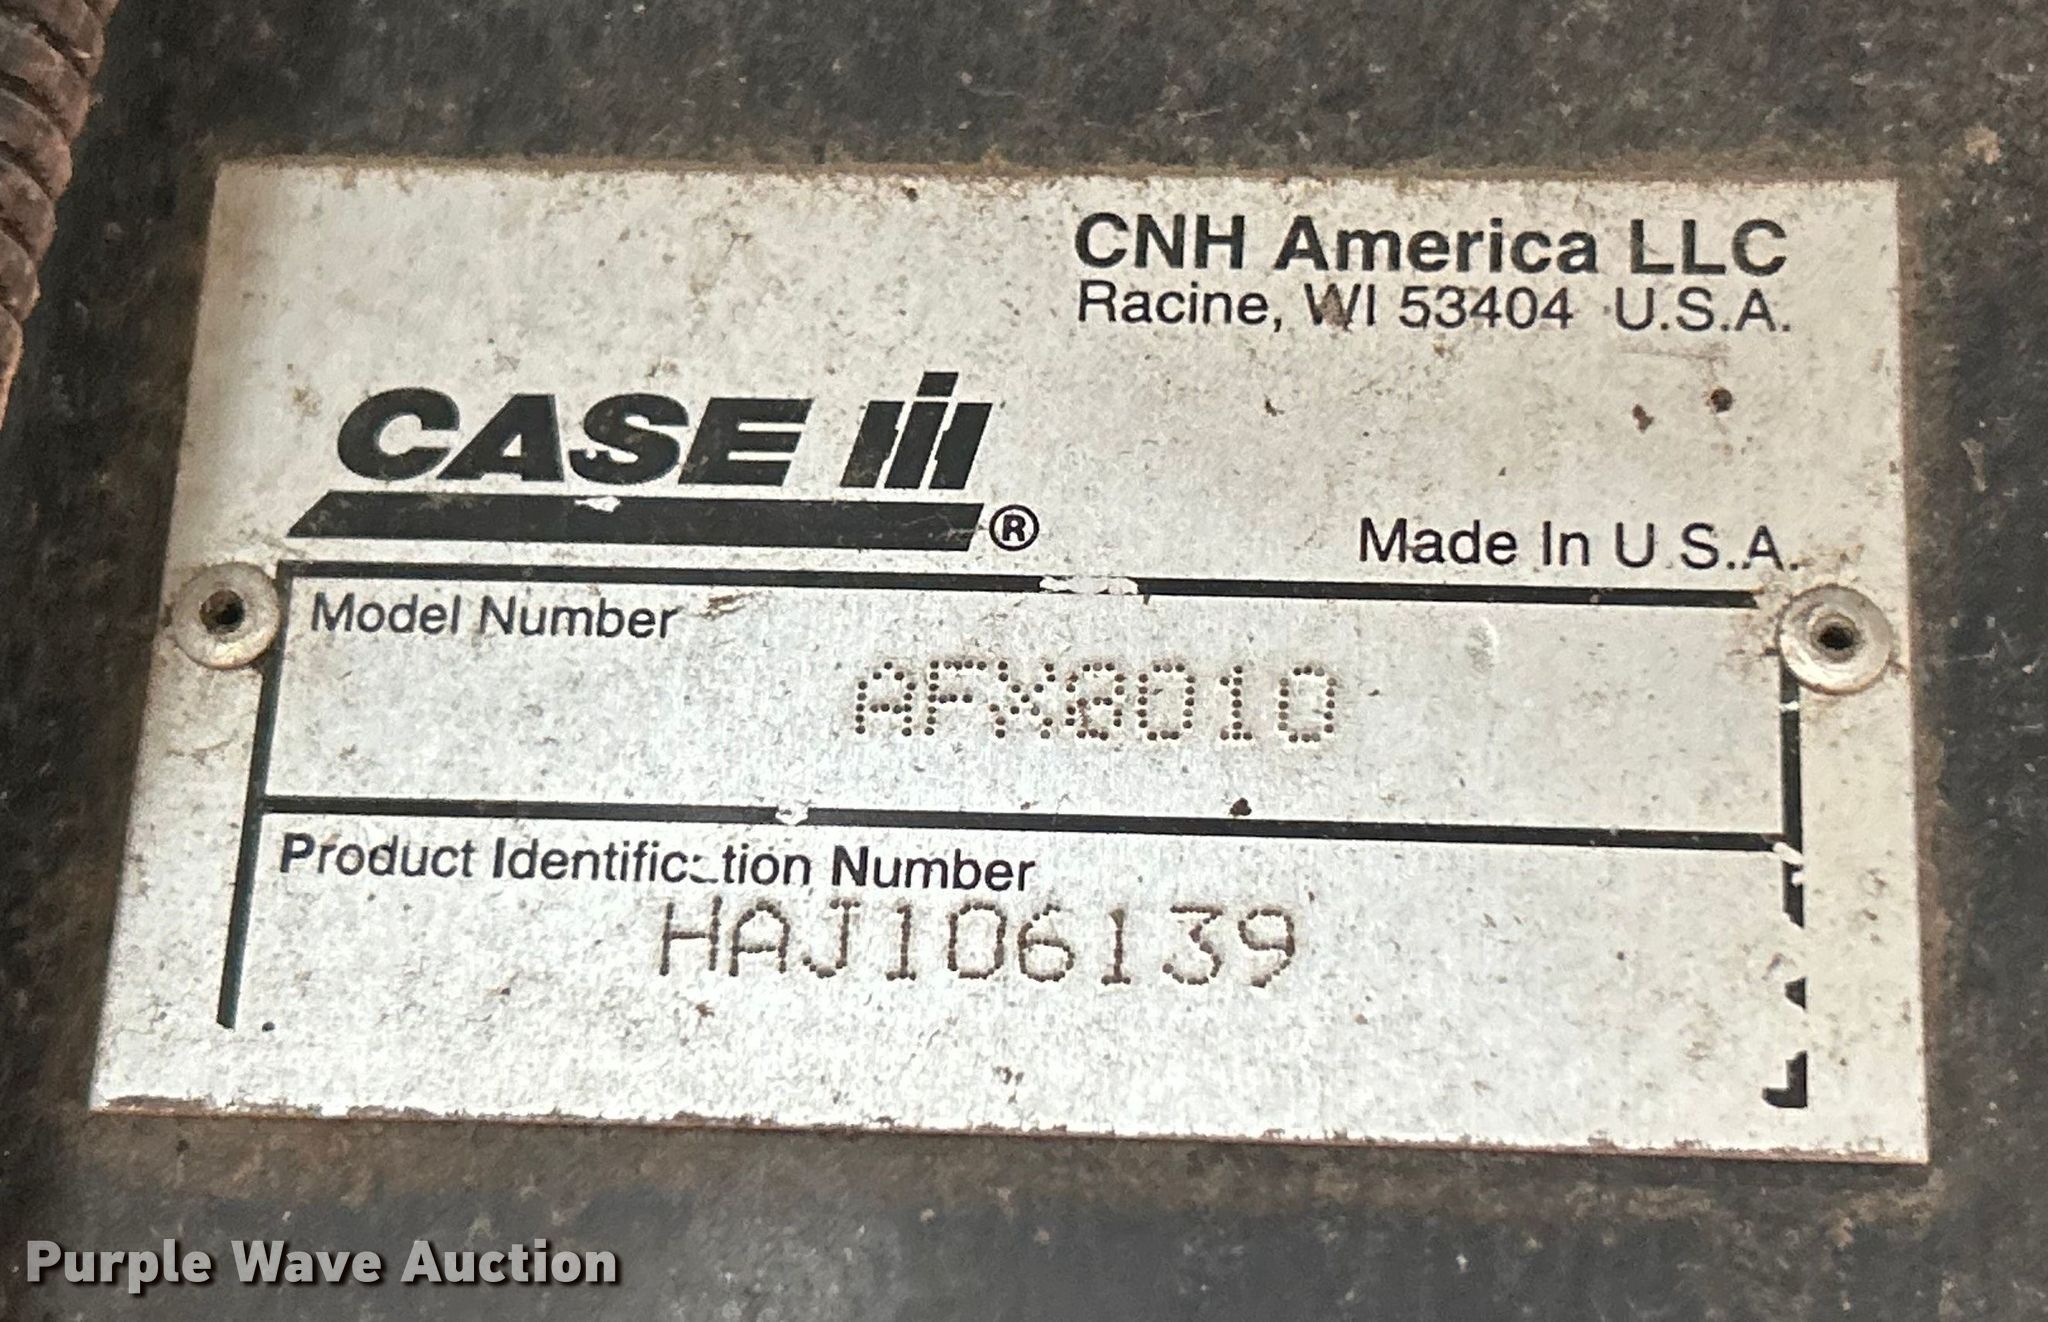 CNH America LLC
Racine, WI 53404 U.S.A.
CASE IH ®
Made In U.S.A.
Model Number
AFX8010
Product Identification Number
HAJ106139
Purple Wave Auction